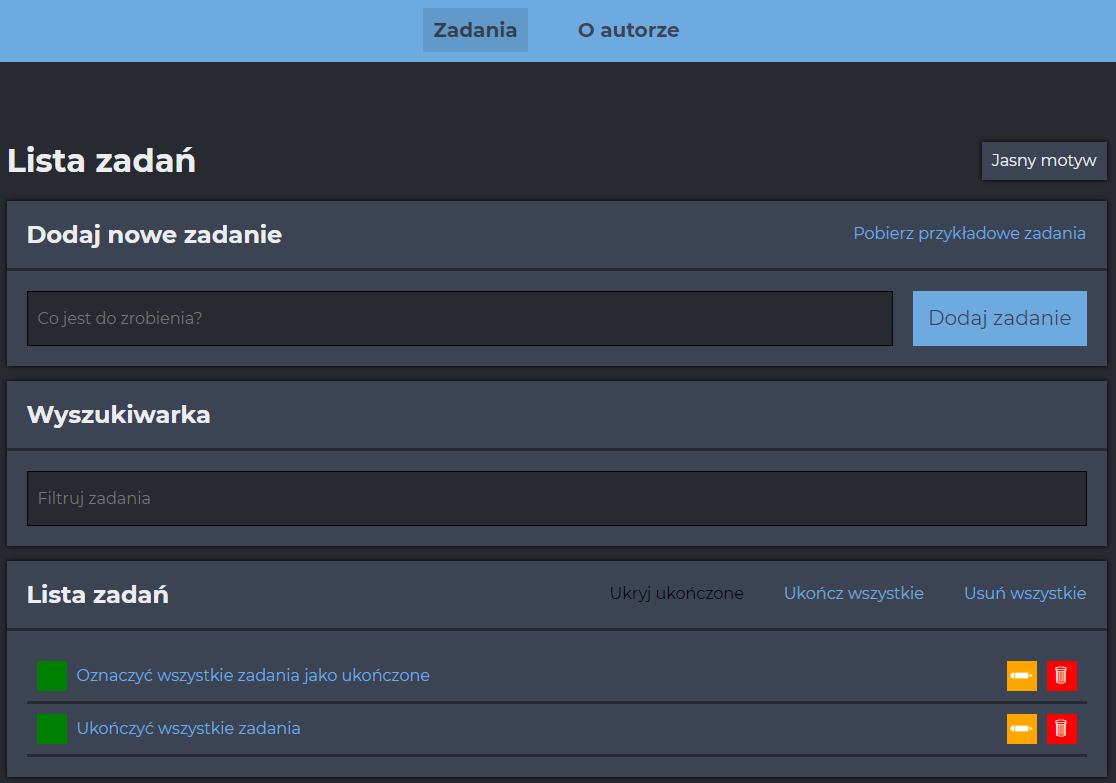 Zadania O autorze
Lista zadań Jasny motyw
Dodaj nowe zadanie Pobierz przykładowe zadania
Co jest do zrobienia? Dodaj zadanie
Wyszukiwarka
Filtruj zadania
Lista zadań Ukryj ukończone Ukończ wszystkie Usuń wszystkie
Oznaczyć wszystkie zadania jako ukończone
Ukończyć wszystkie zadania